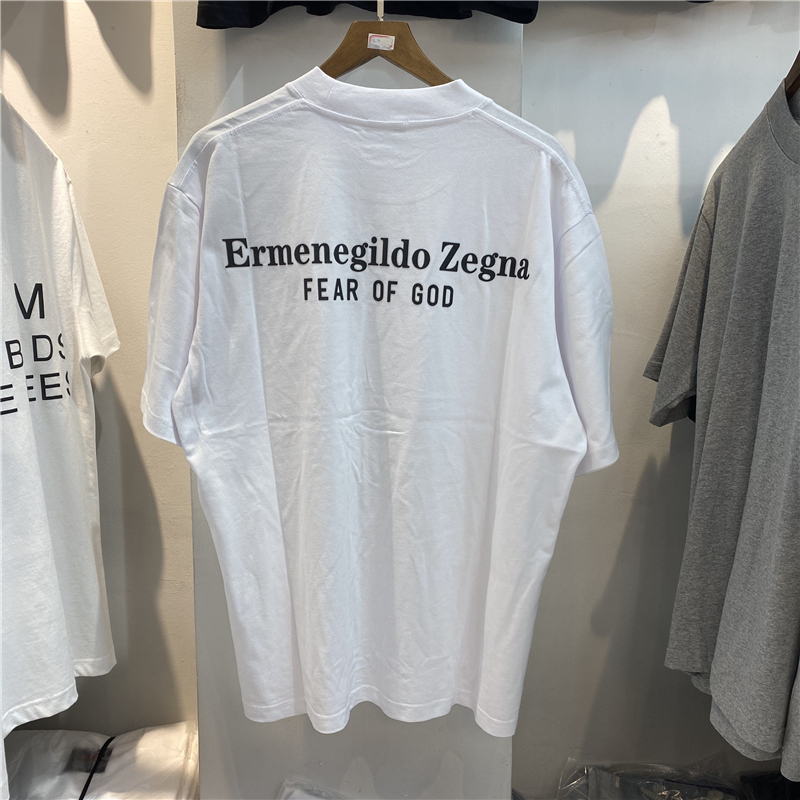 Ermenegildo Zegna
FEAR OF GOD
M
BDS
EEES